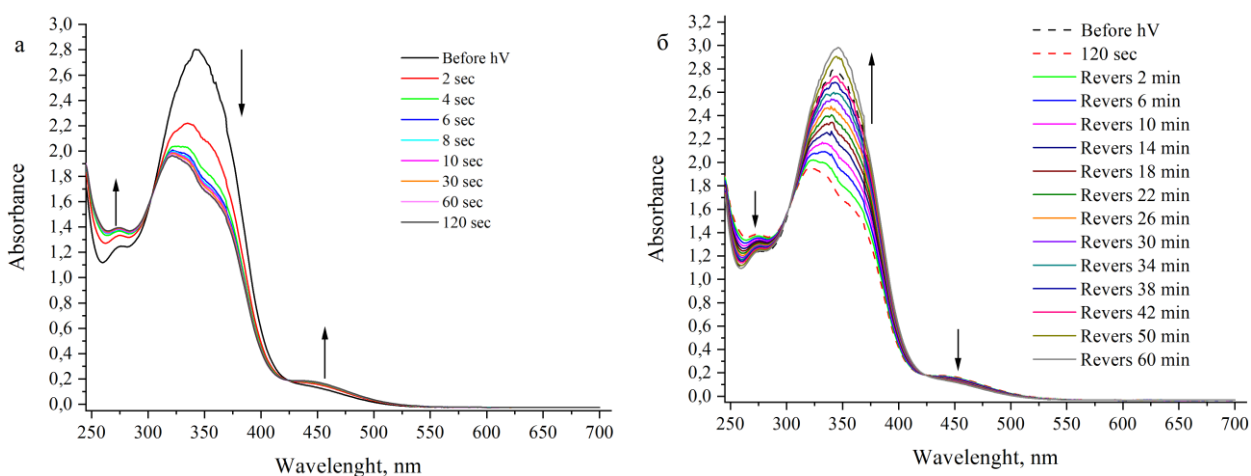 а
3,0
2,8
2,6
2,4
2,2
2,0
1,8
1,6
1,4
1,2
1,0
0,8
0,6
0,4
0,2
0,0
Absorbance
250 300 350 400 450 500 550 600 650 700
Wavelenght, nm
Before hV
2 sec
4 sec
6 sec
8 sec
10 sec
30 sec
60 sec
120 sec
б
3,2
3,0
2,8
2,6
2,4
2,2
2,0
1,8
1,6
1,4
1,2
1,0
0,8
0,6
0,4
0,2
0,0
Absorbance
250 300 350 400 450 500 550 600 650 700
Wavelenght, nm
Before hV
120 sec
Revers 2 min
Revers 6 min
Revers 10 min
Revers 14 min
Revers 18 min
Revers 22 min
Revers 26 min
Revers 30 min
Revers 34 min
Revers 38 min
Revers 42 min
Revers 50 min
Revers 60 min